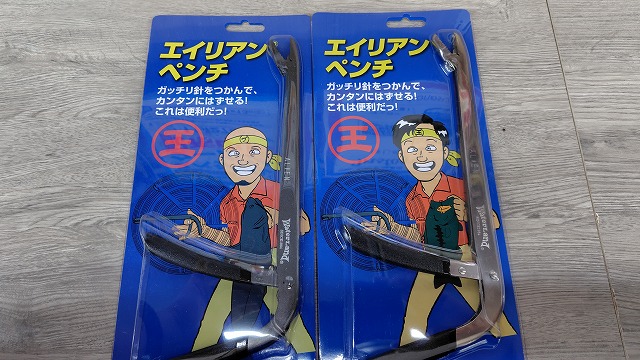 エイリアン
ペンチ
ガッチリ針をつかんで、
カンタンにはずせる!
これは便利だっ!
王
ALIEN
エイリアン
ペンチ
ガッチリ針をつかんで、
カンタンにはずせる!
これは便利だっ!
王